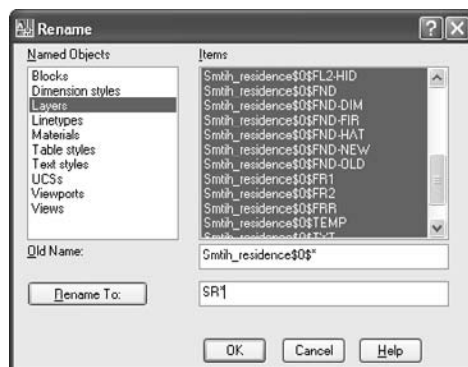 Rename
Named Objects
Items
Blocks
Dimension styles
Layers
Linetypes
Materials
Table styles
Text styles
UCSs
Viewports
Views
Smtih_residence$0$FL2-HID
Smtih_residence$0$FND
Smtih_residence$0$FND-DIM
Smtih_residence$0$FND-FIR
Smtih_residence$0$FND-HAT
Smtih_residence$0$FND-NEW
Smtih_residence$0$FND-OLD
Smtih_residence$0$FR1
Smtih_residence$0$FR2
Smtih_residence$0$FRR
Smtih_residence$0$TEMP
Smtih_residence$0$TXT
Old Name:
Smtih_residence$0$*
Rename To:
SR*
OK
Cancel
Help